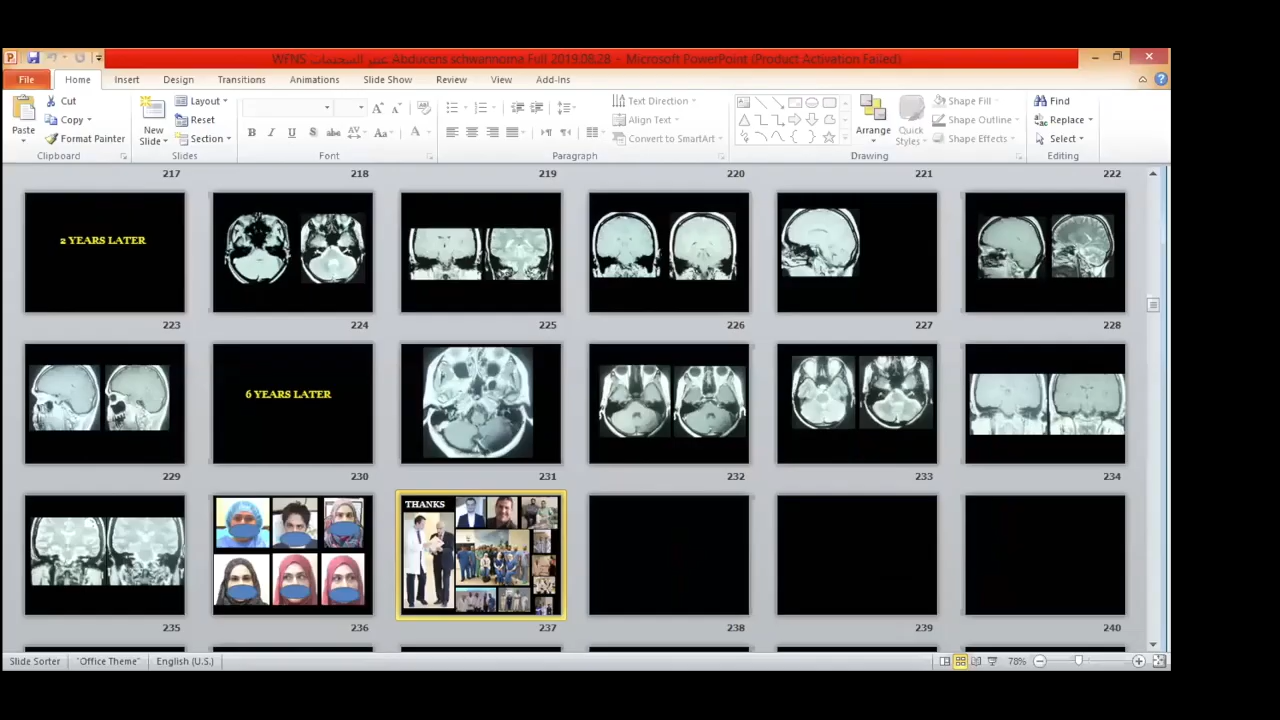 WFNS عبير السحيمات Abducens schwannoma Full 2019.08.28 - Microsoft PowerPoint (Product Activation Failed)
File Home Insert Design Transitions Animations Slide Show Review View Add-Ins
Cut
Copy
Format Painter
Paste
Clipboard
New
Slide
Layout
Reset
Section
Slides
B I U S abc AV Aa A
Font
Text Direction
Align Text
Convert to SmartArt
Paragraph
Arrange
Quick
Styles
Shape Fill
Shape Outline
Shape Effects
Drawing
Find
Replace
Select
Editing
217 218 219 220 221 222
2 YEARS LATER
223 224 225 226 227 228
6 YEARS LATER
229 230 231 232 233 234
THANKS
235 236 237 238 239 240
Slide Sorter "Office Theme" English (U.S.) 78%